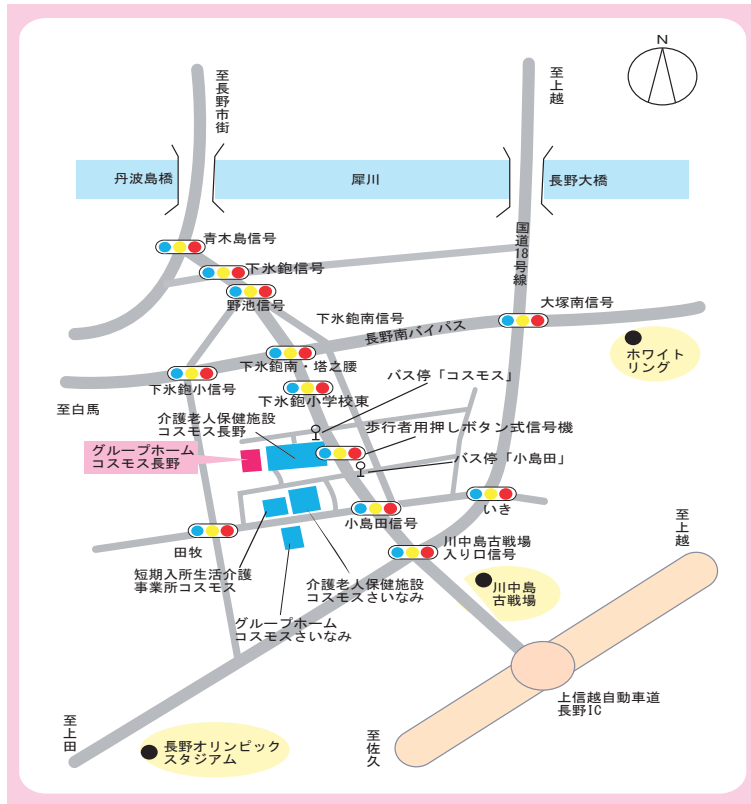 N
至長野市街
至上越
丹波島橋
犀川
長野大橋
国道18号線
青木島信号
下氷鉋信号
野池信号
大塚南信号
下氷鉋南信号
長野南バイパス
ホワイト
リング
下氷鉋南・塔之腰
下氷鉋小信号
バス停「コスモス」
下氷鉋小学校東
至白馬
介護老人保健施設
コスモス長野
歩行者用押しボタン式信号機
グループホーム
コスモス長野
バス停「小島田」
いき
小島田信号
田牧
川中島古戦場
入り口信号
至上越
短期入所生活介護
事業所コスモス
介護老人保健施設
コスモスさいなみ
川中島
古戦場
グループホーム
コスモスさいなみ
上信越自動車道
長野IC
至上田
至佐久
長野オリンピック
スタジアム